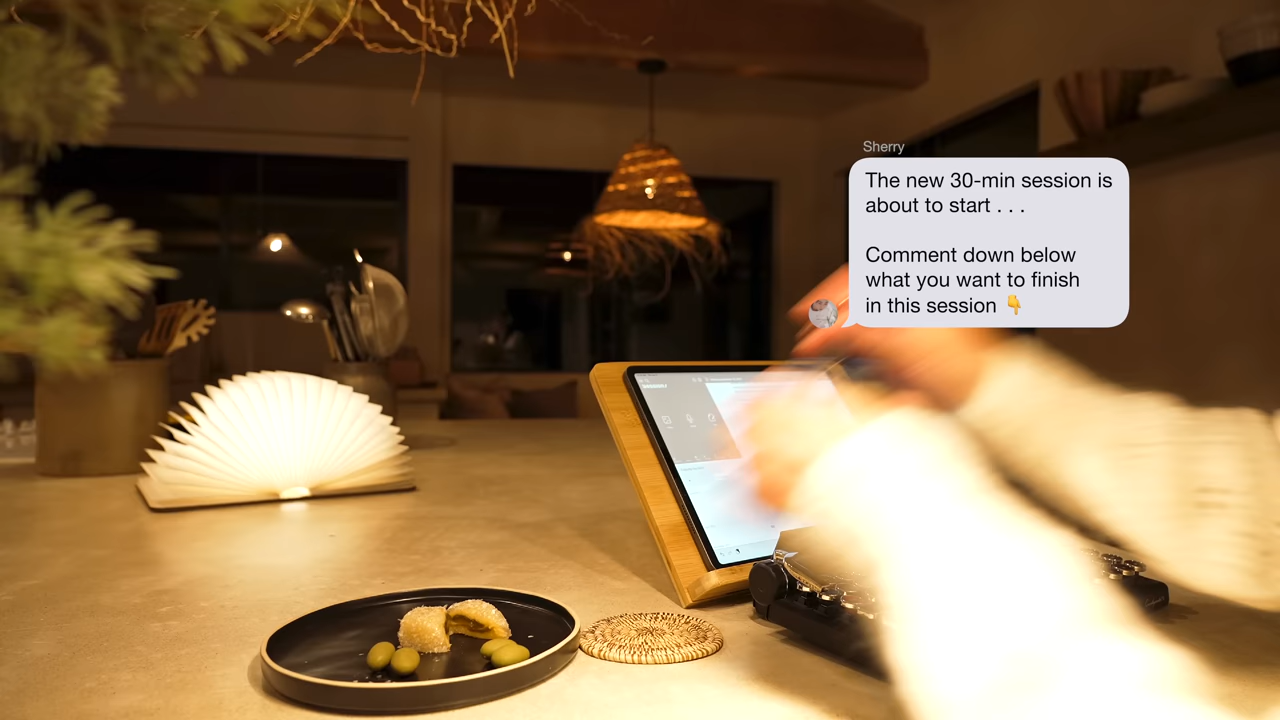 Sherry
The new 30-min session is
about to start . . .
Comment down below
what you want to finish
in this session 👇